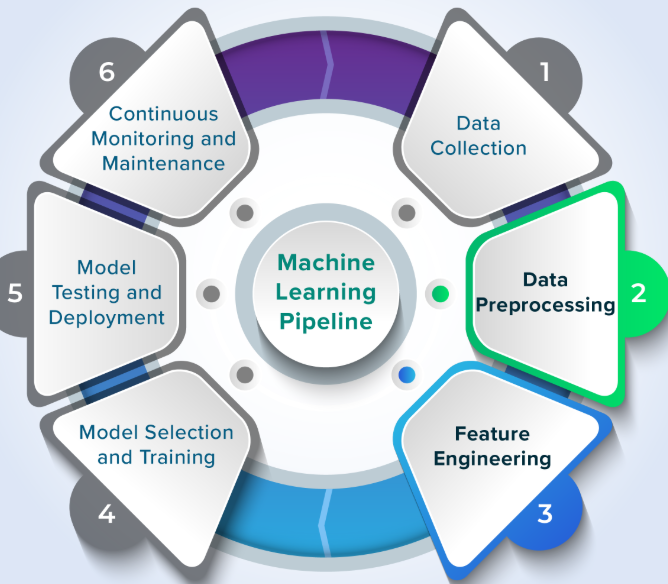 Machine
Learning
Pipeline
1
Data
Collection
2
Data
Preprocessing
3
Feature
Engineering
4
Model Selection
and Training
5
Model
Testing and
Deployment
6
Continuous
Monitoring and
Maintenance